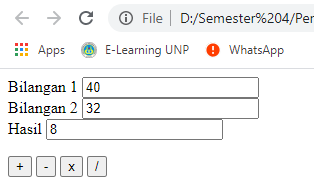 File | D:/Semester%204/Per
Apps E-Learning UNP WhatsApp
Bilangan 1 40
Bilangan 2 32
Hasil 8
+ - x /